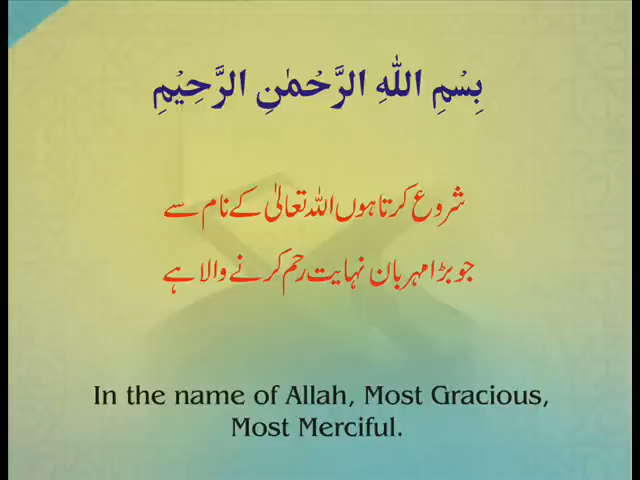 بِسْمِ اللّٰهِ الرَّحْمٰنِ الرَّحِيْمِ
شروع کرتا ہوں اللہ تعالیٰ کے نام سے
جو بڑا مہربان نہایت رحم کرنے والا ہے
In the name of Allah, Most Gracious,
Most Merciful.